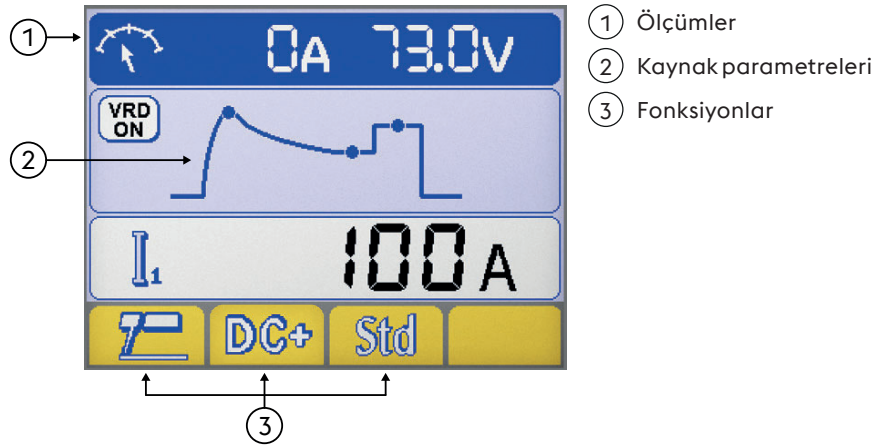 1
0A 73.0V
VRD
ON
2
I1
100A
DC+ Std
3
1 Ölçümler
2 Kaynak parametreleri
3 Fonksiyonlar